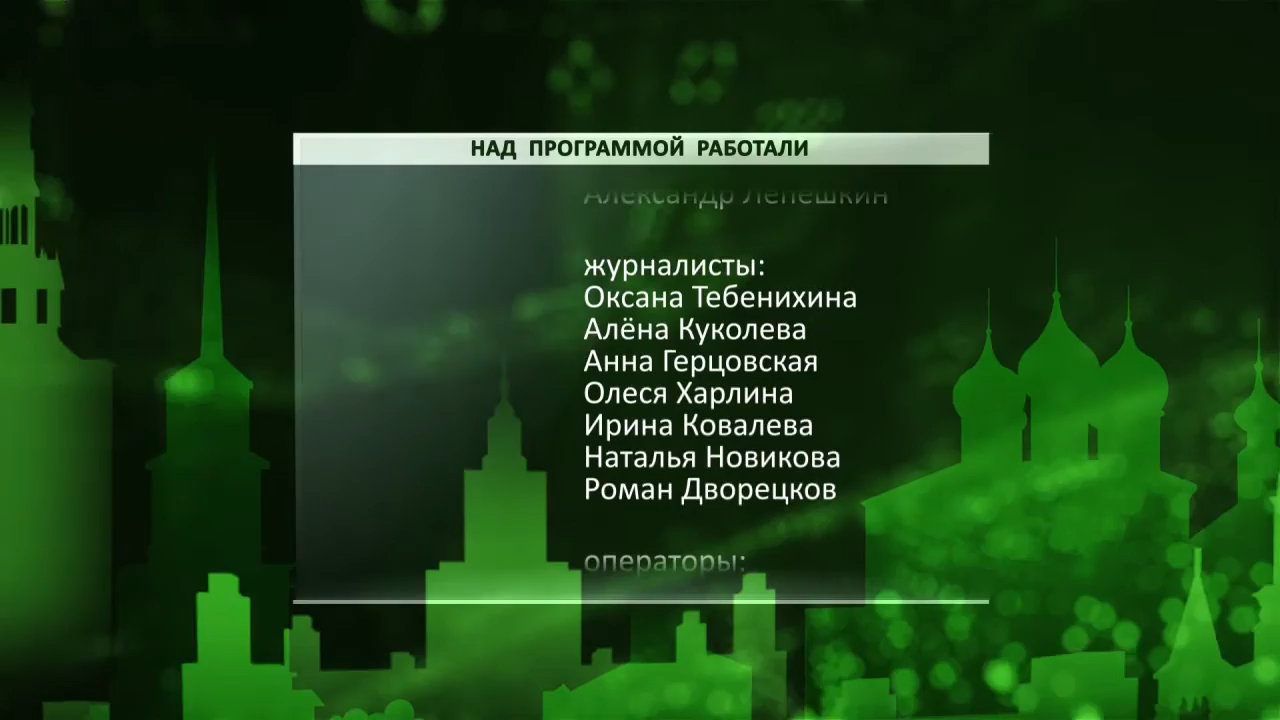 НАД ПРОГРАММОЙ РАБОТАЛИ
Александр Лепешкин
журналисты:
Оксана Тебенихина
Алёна Куколева
Анна Герцовская
Олеся Харлина
Ирина Ковалева
Наталья Новикова
Роман Дворецков
операторы: